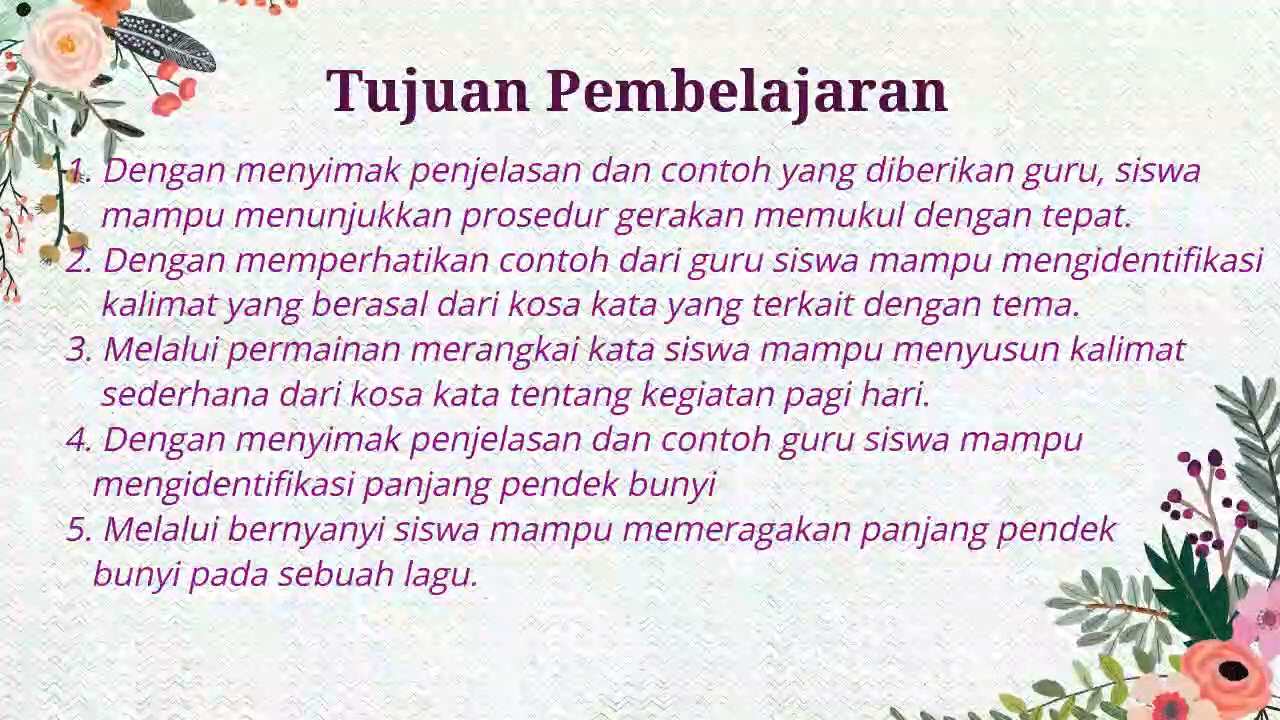 Tujuan Pembelajaran
1. Dengan menyimak penjelasan dan contoh yang diberikan guru, siswa
mampu menunjukkan prosedur gerakan memukul dengan tepat.
2. Dengan memperhatikan contoh dari guru siswa mampu mengidentifikasi
kalimat yang berasal dari kosa kata yang terkait dengan tema.
3. Melalui permainan merangkai kata siswa mampu menyusun kalimat
sederhana dari kosa kata tentang kegiatan pagi hari.
4. Dengan menyimak penjelasan dan contoh guru siswa mampu
mengidentifikasi panjang pendek bunyi
5. Melalui bernyanyi siswa mampu memeragakan panjang pendek
bunyi pada sebuah lagu.